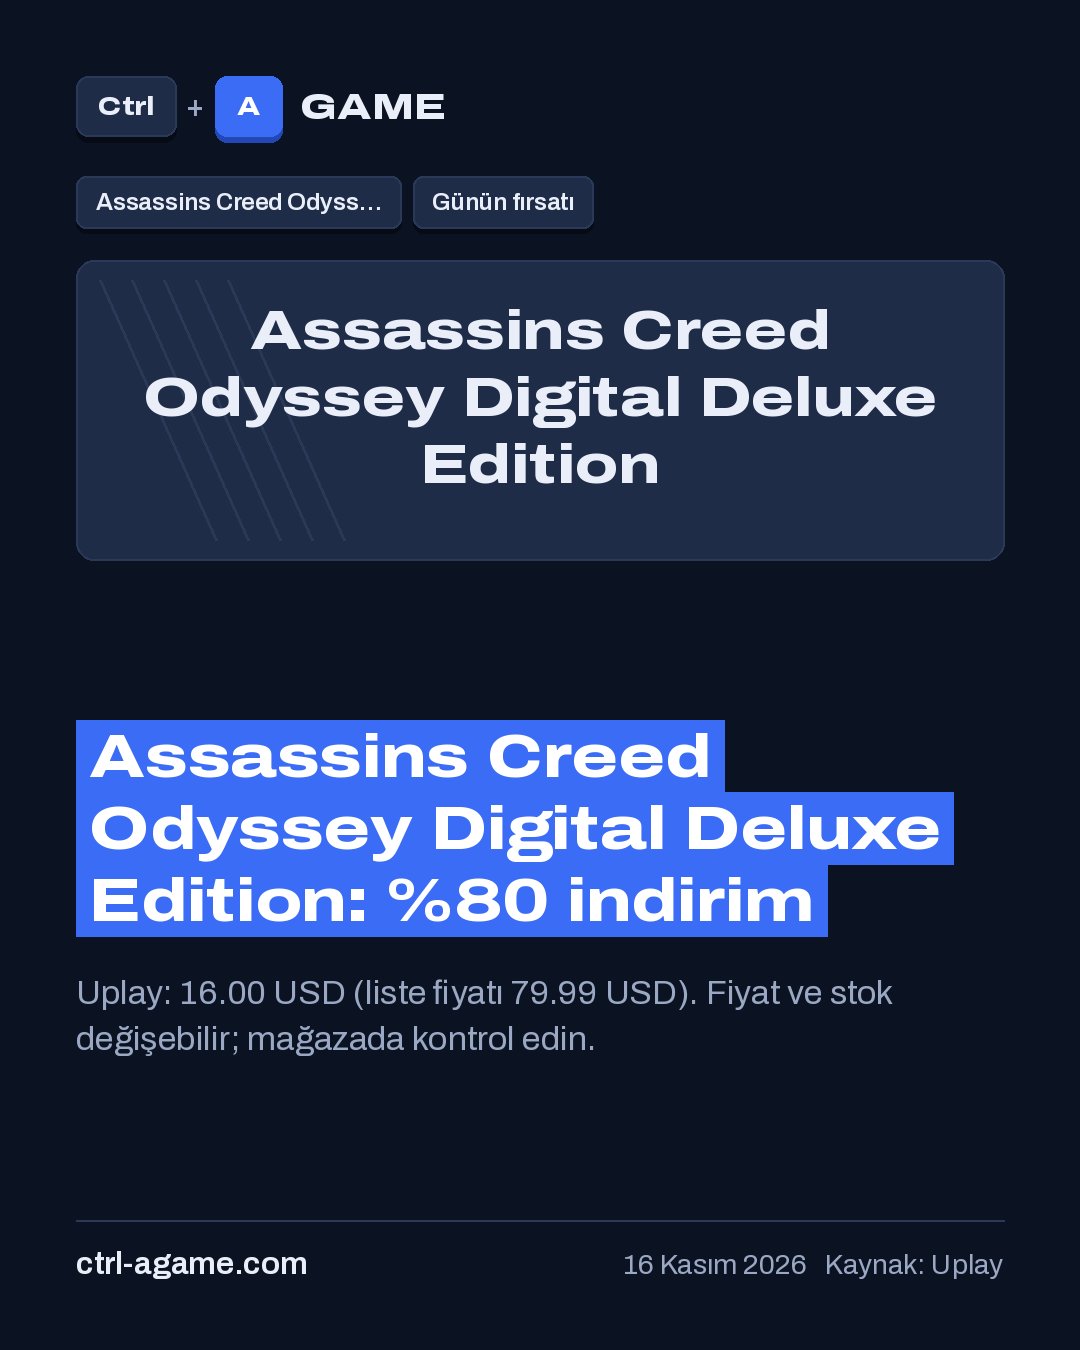 Ctrl + A GAME
Assassins Creed Odyss... Günün fırsatı
Assassins Creed
Odyssey Digital Deluxe
Edition
Assassins Creed
Odyssey Digital Deluxe
Edition: %80 indirim
Uplay: 16.00 USD (liste fiyatı 79.99 USD). Fiyat ve stok
değişebilir; mağazada kontrol edin.
ctrl-agame.com 16 Kasım 2026 Kaynak: Uplay